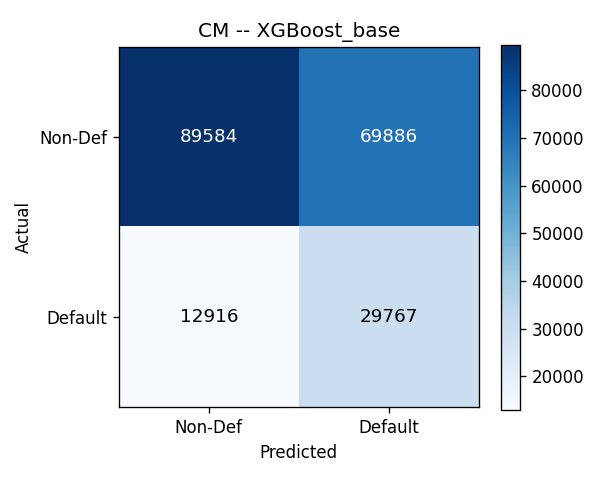 CM -- XGBoost_base
Non-Def
89584
69886
Default
12916
29767
Actual
Non-Def
Default
Predicted
80000
70000
60000
50000
40000
30000
20000